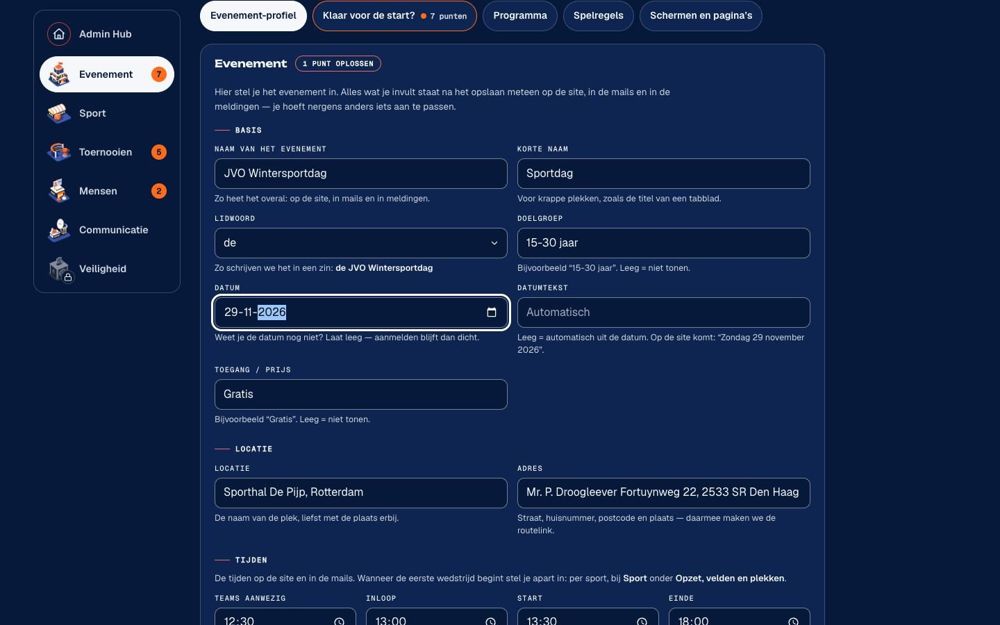 Evenement-profiel
Klaar voor de start? 7 punten
Programma
Spelregels
Schermen en pagina's
Admin Hub
Evenement 7
Sport
Toernooien 5
Mensen 2
Communicatie
Veiligheid
Evenement 1 PUNT OPLOSSEN
Hier stel je het evenement in. Alles wat je invult staat na het opslaan meteen op de site, in de mails en in de
meldingen — je hoeft nergens anders iets aan te passen.
BASIS
NAAM VAN HET EVENEMENT
JVO Wintersportdag
Zo heet het overal: op de site, in mails en in meldingen.
KORTE NAAM
Sportdag
Voor krappe plekken, zoals de titel van een tabblad.
LIDWOORD
de
Zo schrijven we het in een zin: de JVO Wintersportdag
DOELGROEP
15-30 jaar
Bijvoorbeeld "15-30 jaar". Leeg = niet tonen.
DATUM
29-11-2026
Weet je de datum nog niet? Laat leeg — aanmelden blijft dan dicht.
DATUMTEKST
Automatisch
Leeg = automatisch uit de datum. Op de site komt: "Zondag 29 november
2026".
TOEGANG / PRIJS
Gratis
Bijvoorbeeld "Gratis". Leeg = niet tonen.
LOCATIE
LOCATIE
Sporthal De Pijp, Rotterdam
De naam van de plek, liefst met de plaats erbij.
ADRES
Mr. P. Droogleever Fortuynweg 22, 2533 SR Den Haag
Straat, huisnummer, postcode en plaats — daarmee maken we de
routelink.
TIJDEN
De tijden op de site en in de mails. Wanneer de eerste wedstrijd begint stel je apart in: per sport, bij Sport onder Opzet, velden en plekken.
TEAMS AANWEZIG
12:30
INLOOP
13:00
START
13:30
EINDE
18:00